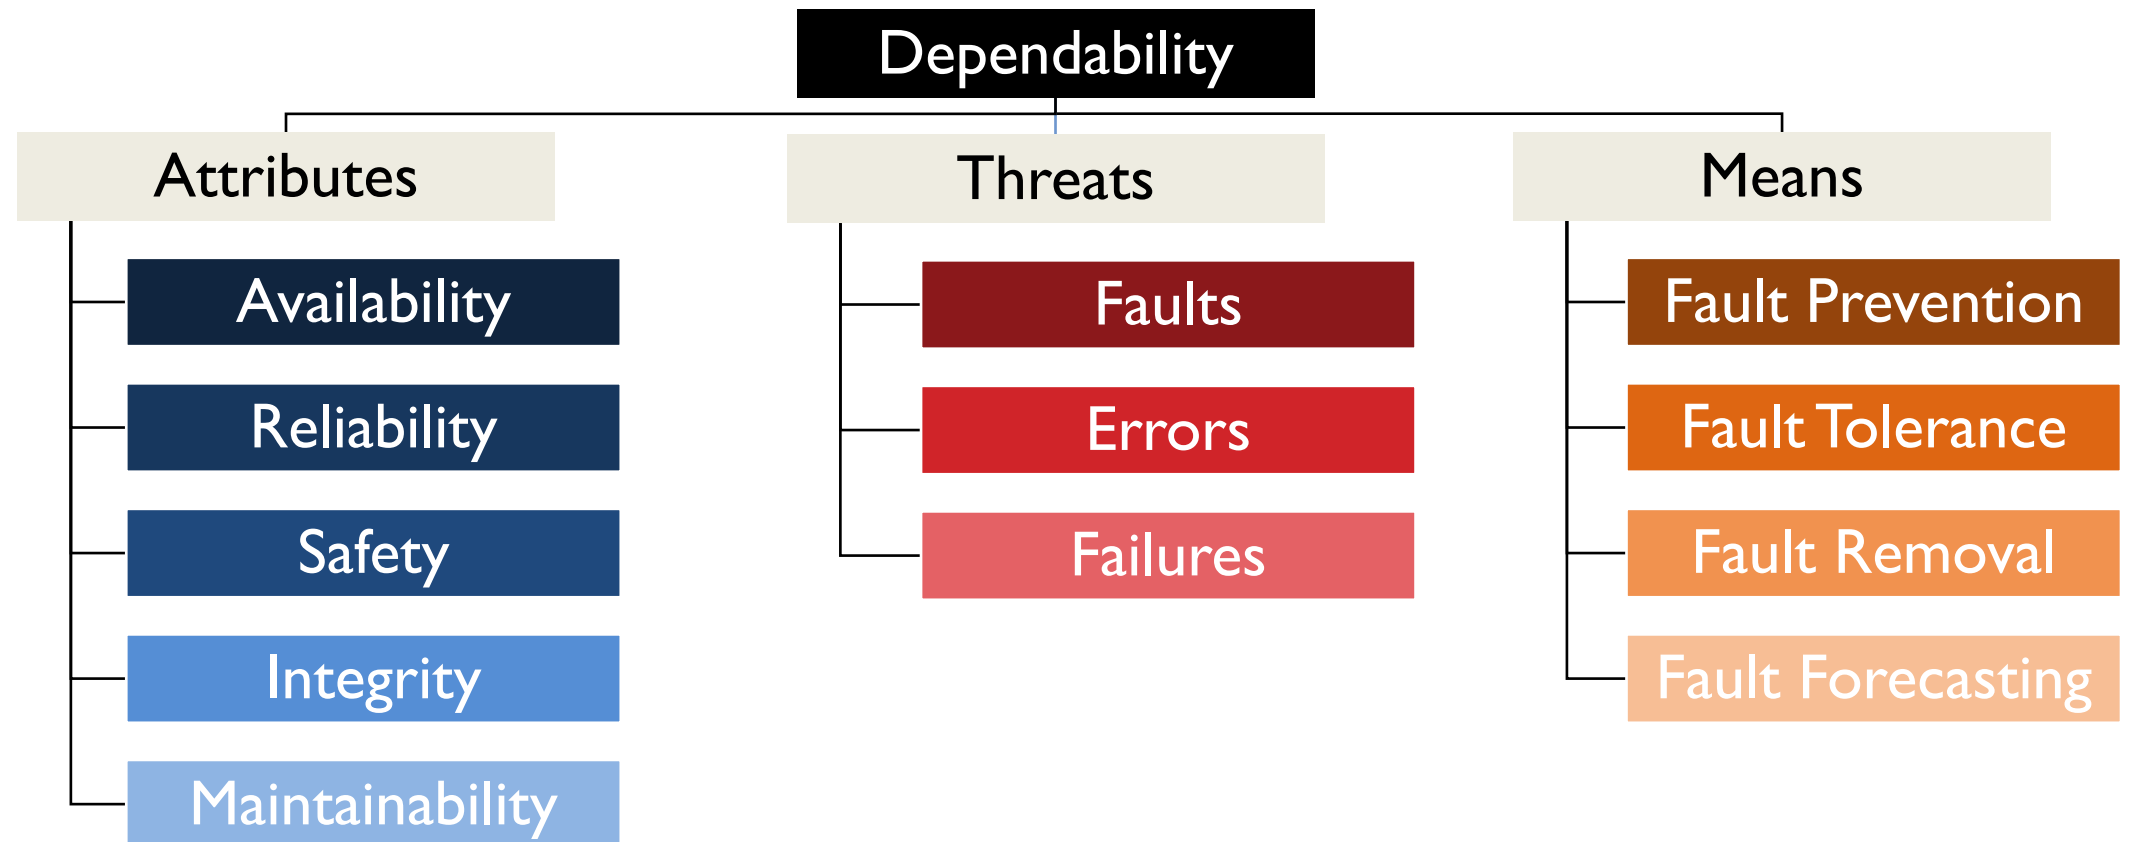 Dependability
Attributes
Availability
Reliability
Safety
Integrity
Maintainability
Threats
Faults
Errors
Failures
Means
Fault Prevention
Fault Tolerance
Fault Removal
Fault Forecasting